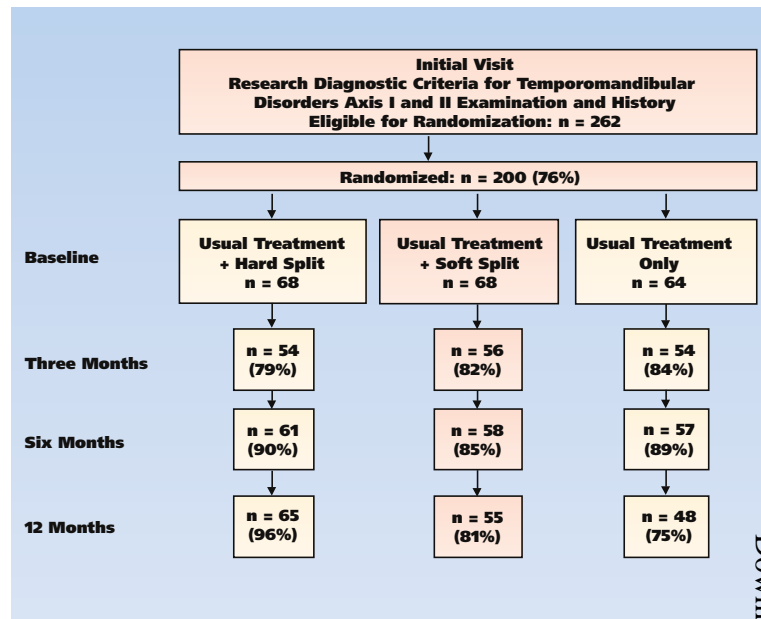 Initial Visit
Research Diagnostic Criteria for Temporomandibular
Disorders Axis I and II Examination and History
Eligible for Randomization: n = 262
Randomized: n = 200 (76%)
Baseline
Usual Treatment
+ Hard Split
n = 68
Usual Treatment
+ Soft Split
n = 68
Usual Treatment
Only
n = 64
Three Months
n = 54
(79%)
n = 56
(82%)
n = 54
(84%)
Six Months
n = 61
(90%)
n = 58
(85%)
n = 57
(89%)
12 Months
n = 65
(96%)
n = 55
(81%)
n = 48
(75%)